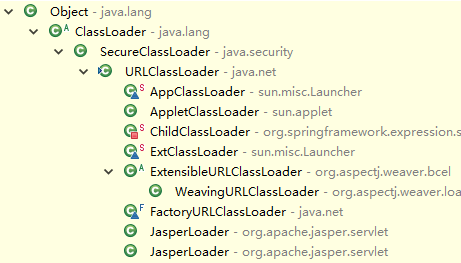 Object - java.lang
A ClassLoader - java.lang
SecureClassLoader - java.security
URLClassLoader - java.net
S AppClassLoader - sun.misc.Launcher
AppletClassLoader - sun.applet
S ChildClassLoader - org.springframework.expression.s
S ExtClassLoader - sun.misc.Launcher
A ExtensibleURLClassLoader - org.aspectj.weaver.bcel
WeavingURLClassLoader - org.aspectj.weaver.loa
F FactoryURLClassLoader - java.net
JasperLoader - org.apache.jasper.servlet
JasperLoader - org.apache.jasper.servlet